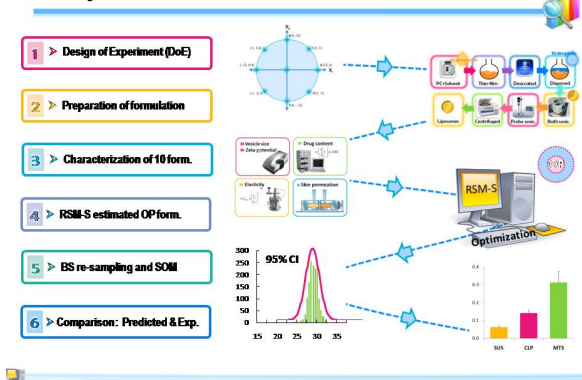 1 ➢ Design of Experiment (DoE)
2 ➢ Preparation of formulation
3 ➢ Characterization of 10 form.
4 ➢ RSM-S estimated OP form.
5 ➢ BS re-sampling and SOM
6 ➢ Comparison: Predicted & Exp.
X₂
X₁
PC+Solvent
Thin-film
Desiccated
Dispersed
Liposomes
Centrifuged
Probe sonic.
Bath sonic.
Vesicle size
Zeta potential
Drug content
Elasticity
Skin permeation
RSM-S
Optimization
95% CI
300
250
200
150
100
50
0
15 20 25 30 35
0.4
0.3
0.2
0.1
0.0
SUS CLP MTS